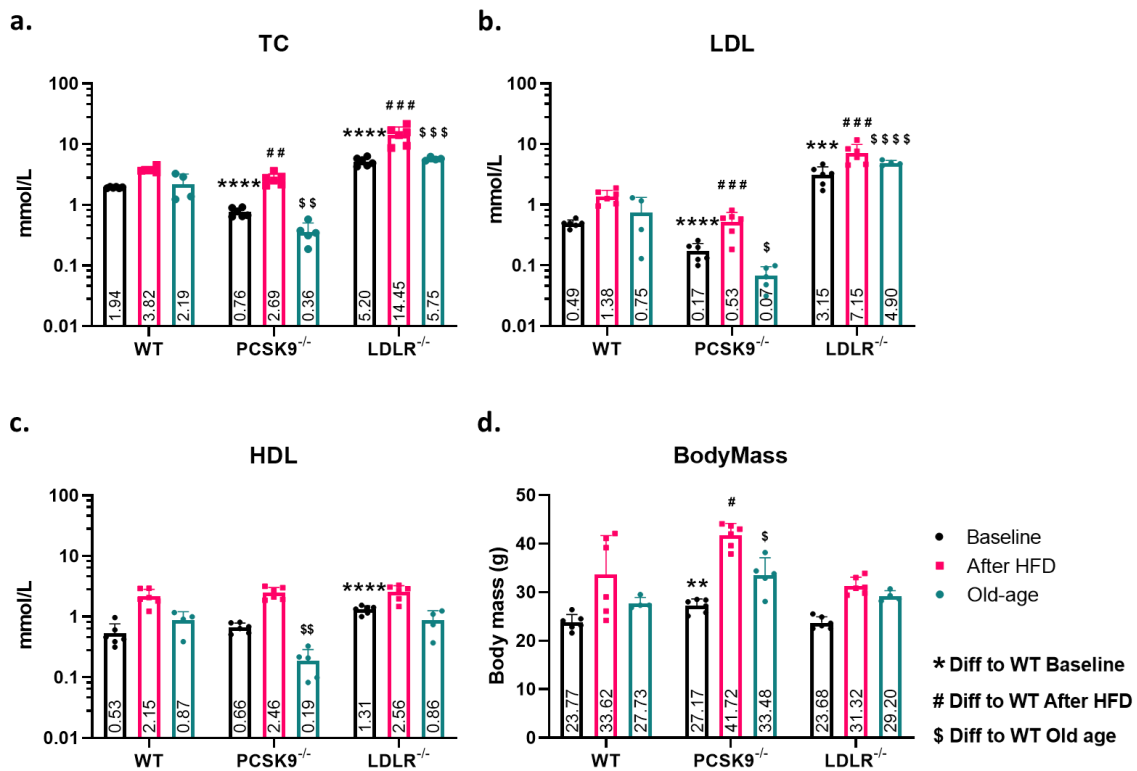 a.
TC
mmol/L
100
10
1
0.1
0.01
****
# #
$ $
****
# # #
$ $ $
1.94
3.82
2.19
0.76
2.69
0.36
5.20
14.45
5.75
WT
PCSK9-/-
LDLR-/-
b.
LDL
mmol/L
100
10
1
0.1
0.01
****
# # #
$
***
# # #
$ $ $ $
0.49
1.38
0.75
0.17
0.53
0.07
3.15
7.15
4.90
WT
PCSK9-/-
LDLR-/-
c.
HDL
mmol/L
100
10
1
0.1
0.01
$$
****
0.53
2.15
0.87
0.66
2.46
0.19
1.31
2.56
0.86
WT
PCSK9-/-
LDLR-/-
d.
BodyMass
Body mass (g)
50
40
30
20
10
0
**
#
$
23.77
33.62
27.73
27.17
41.72
33.48
23.68
31.32
29.20
WT
PCSK9-/-
LDLR-/-
Baseline
After HFD
Old-age
* Diff to WT Baseline
# Diff to WT After HFD
$ Diff to WT Old age